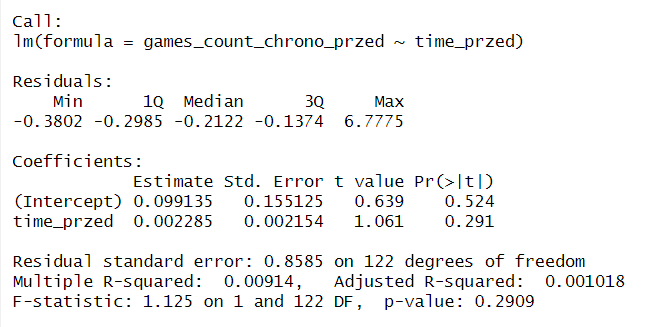 Call:
lm(formula = games_count_chrono_przed ~ time_przed)
Residuals:
    Min      1Q  Median      3Q     Max
-0.3802 -0.2985 -0.2122 -0.1374  6.7775
Coefficients:
            Estimate Std. Error t value Pr(>|t|)
(Intercept) 0.099135   0.155125   0.639    0.524
time_przed  0.002285   0.002154   1.061    0.291
Residual standard error: 0.8585 on 122 degrees of freedom
Multiple R-squared:  0.00914,   Adjusted R-squared:  0.001018
F-statistic: 1.125 on 1 and 122 DF,  p-value: 0.2909